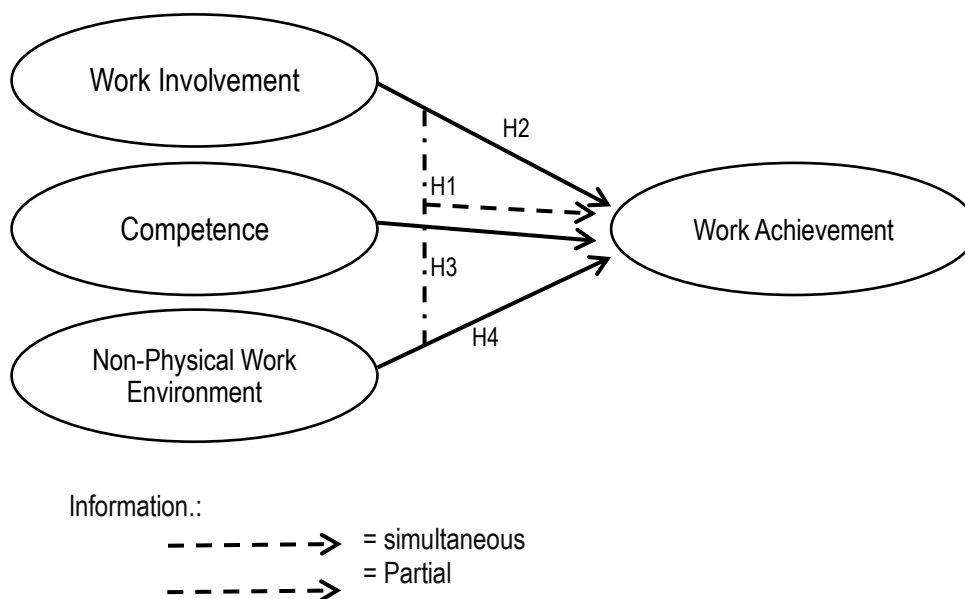 Work Involvement
H2
H1
Competence
Work Achievement
H3
Non-Physical Work
Environment
H4
Information.:
= simultaneous
= Partial